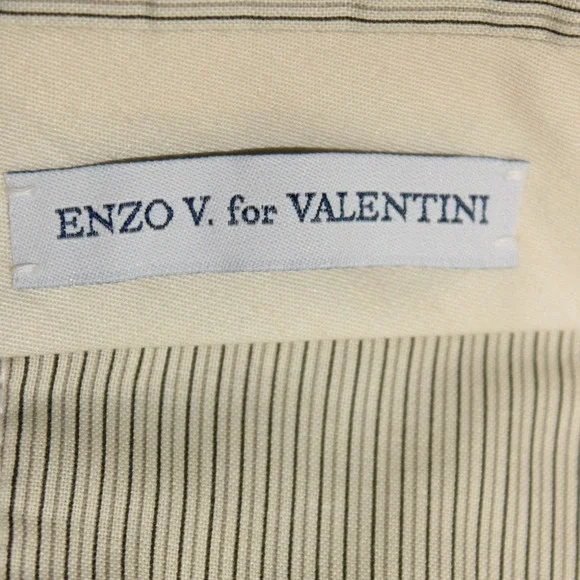 ENZO V. for VALENTINI